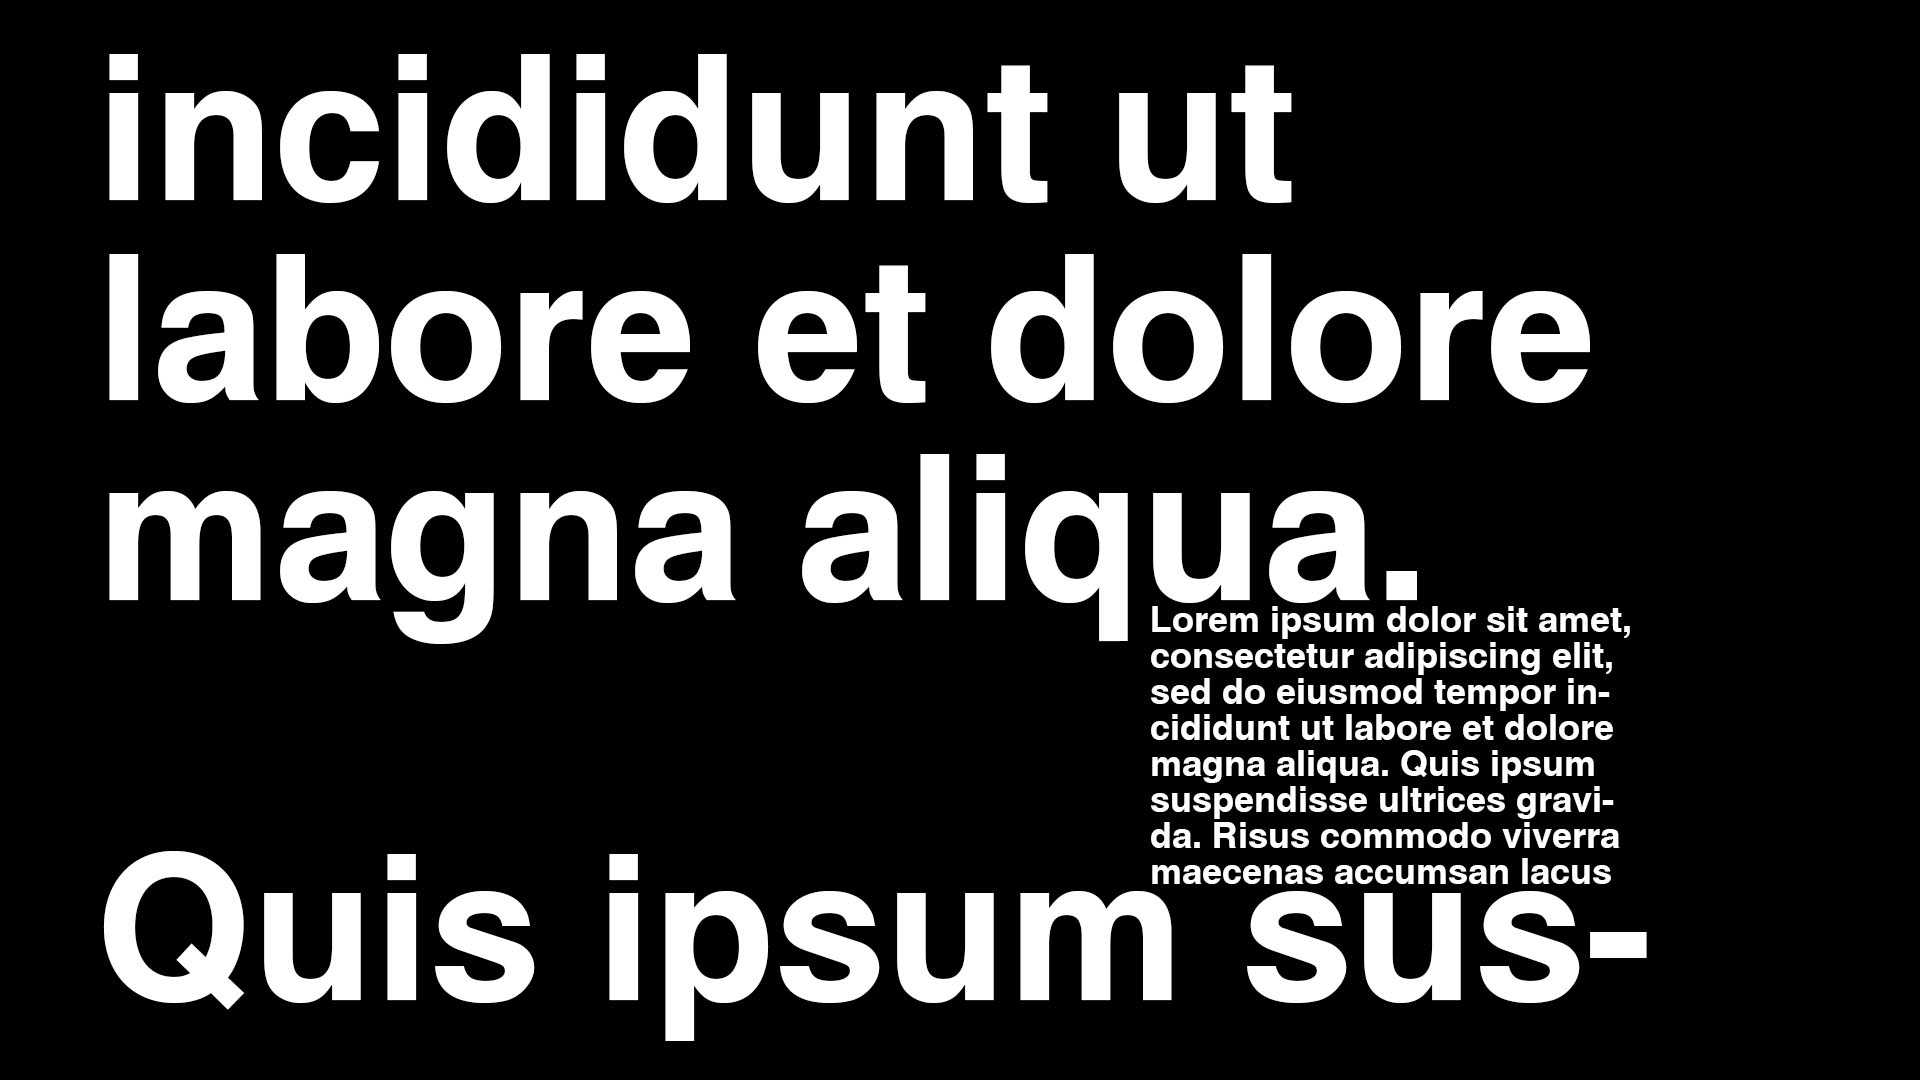 incididunt ut
labore et dolore
magna aliqua.
Lorem ipsum dolor sit amet,
consectetur adipiscing elit,
sed do eiusmod tempor in-
cididunt ut labore et dolore
magna aliqua. Quis ipsum
suspendisse ultrices gravi-
da. Risus commodo viverra
maecenas accumsan lacus
Quis ipsum sus-